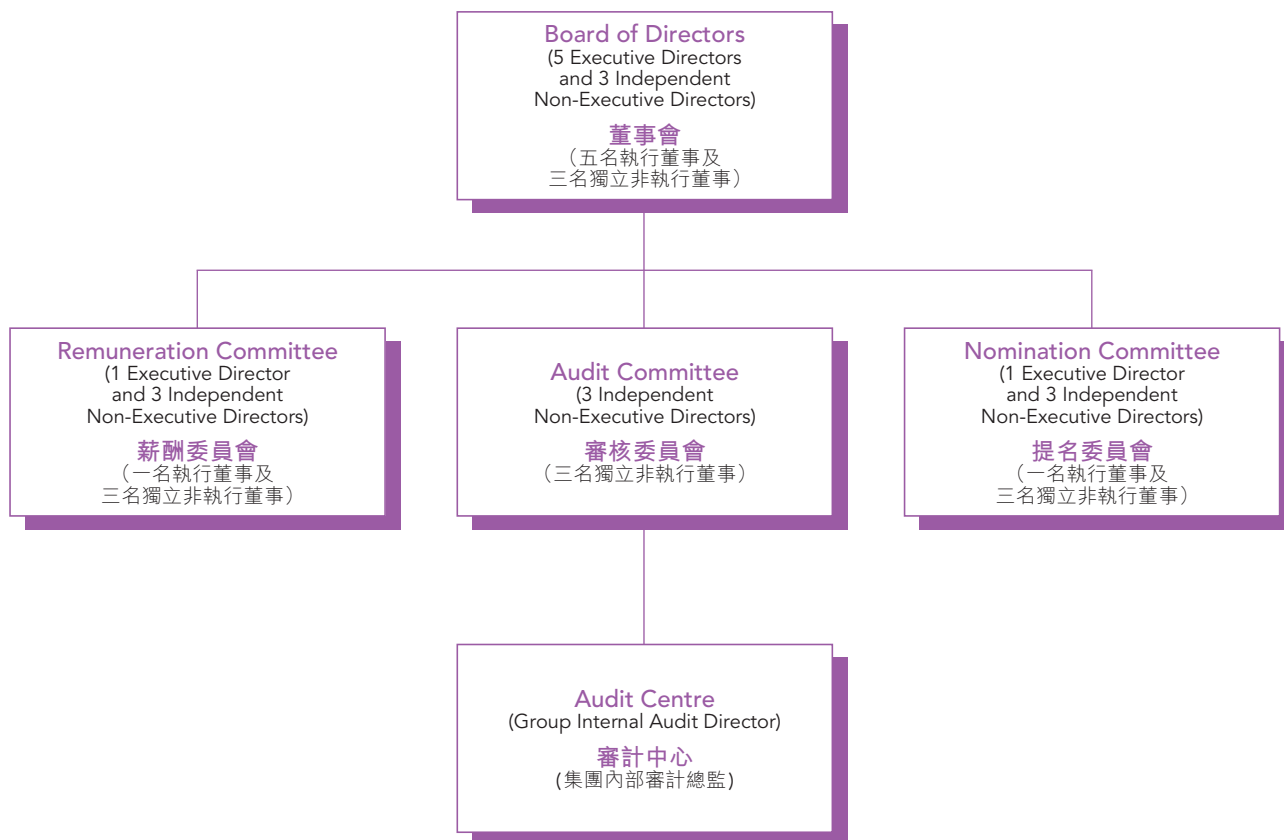 Board of Directors
(5 Executive Directors
and 3 Independent
Non-Executive Directors)
董事會
（五名執行董事及
三名獨立非執行董事）
Remuneration Committee
(1 Executive Director
and 3 Independent
Non-Executive Directors)
薪酬委員會
（一名執行董事及
三名獨立非執行董事）
Audit Committee
(3 Independent
Non-Executive Directors)
審核委員會
（三名獨立非執行董事）
Nomination Committee
(1 Executive Director
and 3 Independent
Non-Executive Directors)
提名委員會
（一名執行董事及
三名獨立非執行董事）
Audit Centre
(Group Internal Audit Director)
審計中心
(集團內部審計總監)